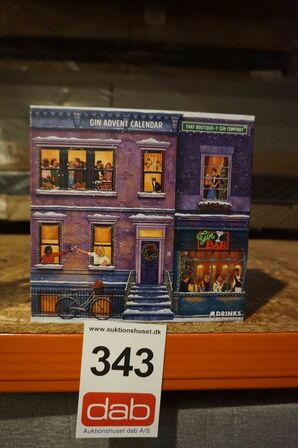 GIN ADVENT CALENDAR
THAT BOUTIQUE-Y GIN COMPANY
Gin
BAR
DRINKS
www.auktionshuset.dk
343
dab
Auktionshuset dab A/S